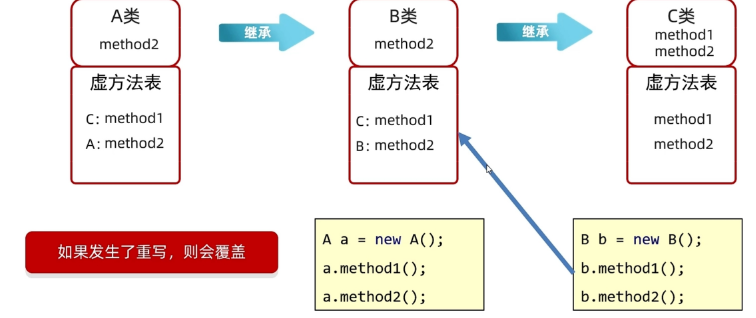 A类
method2
继承
B类
method2
继承
C类
method1
method2
虚方法表
C: method1
A: method2
虚方法表
C: method1
B: method2
虚方法表
method1
method2
如果发生了重写，则会覆盖
A a = new A();
a.method1();
a.method2();
B b = new B();
b.method1();
b.method2();